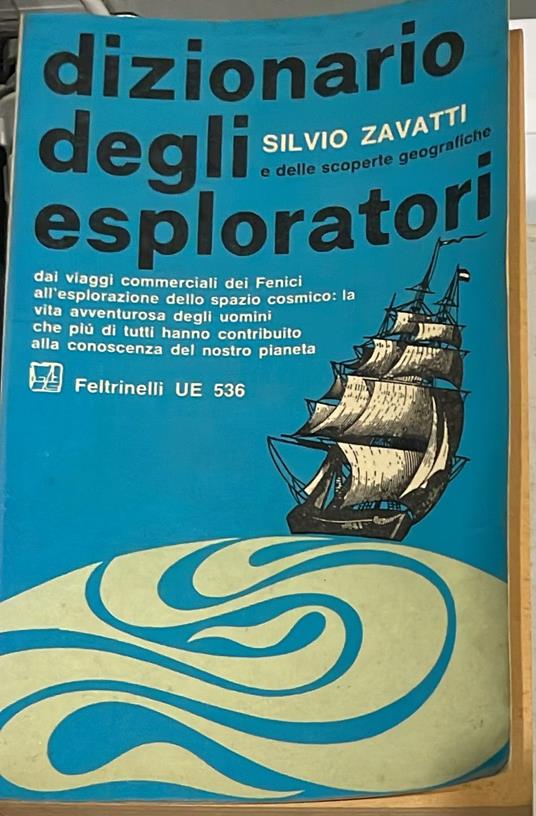 dizionario
degli SILVIO ZAVATTI
e delle scoperte geografiche
esploratori
dai viaggi commerciali dei Fenici
all'esplorazione dello spazio cosmico: la
vita avventurosa degli uomini
che più di tutti hanno contribuito
alla conoscenza del nostro pianeta
Feltrinelli UE 536